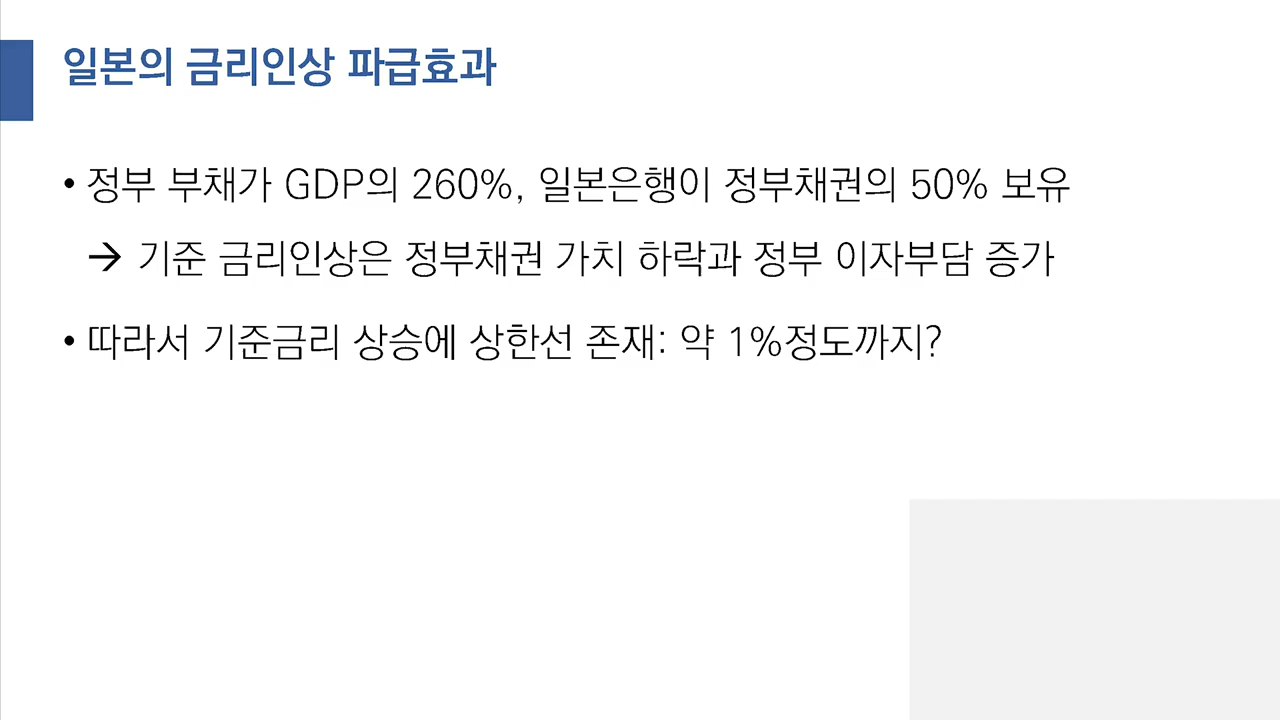 일본의 금리인상 파급효과
• 정부 부채가 GDP의 260%, 일본은행이 정부채권의 50% 보유
→ 기준 금리인상은 정부채권 가치 하락과 정부 이자부담 증가
• 따라서 기준금리 상승에 상한선 존재: 약 1%정도까지?